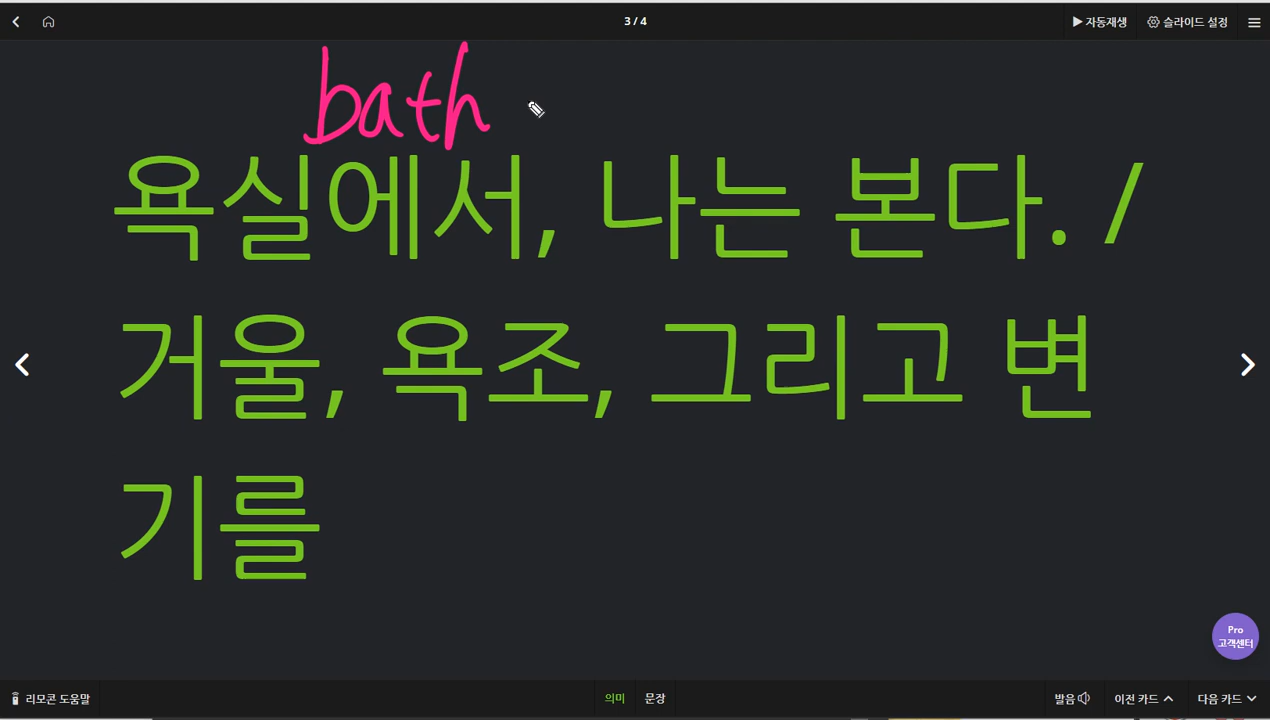 3 / 4
자동재생
슬라이드 설정
bath
욕실에서, 나는 본다. /
거울, 욕조, 그리고 변
기를
Pro
고객센터
리모콘 도움말
의미
문장
발음
이전 카드
다음 카드